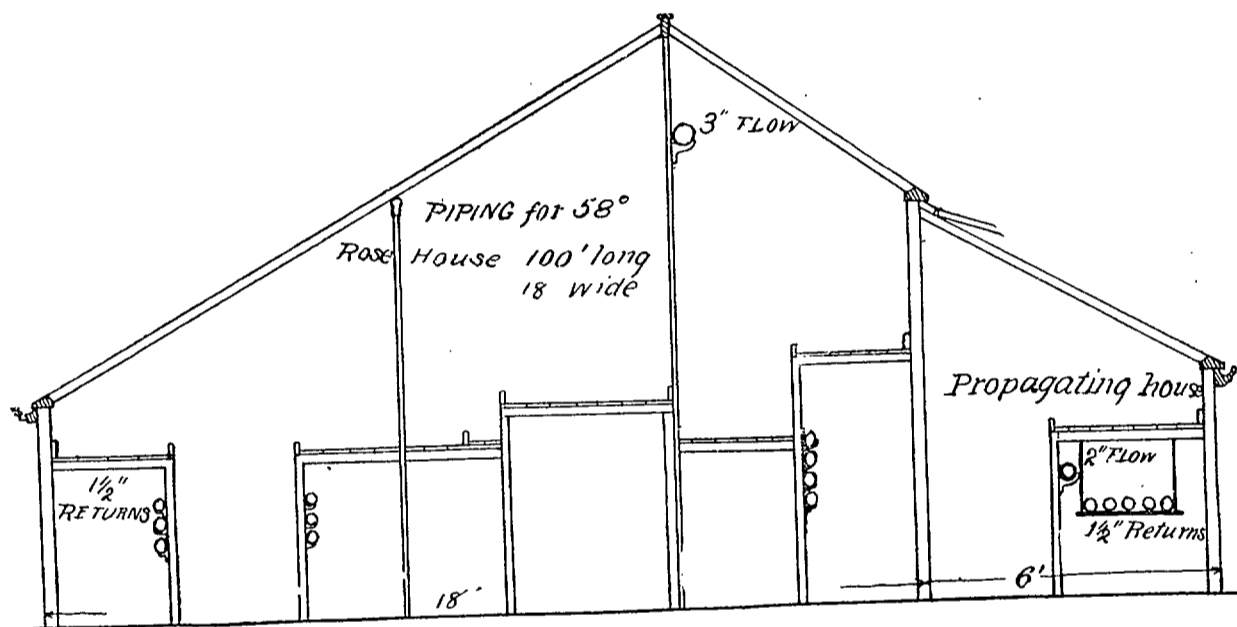 3" FLOW
PIPING for 58°
Rose House 100' long
18 wide
Propagating house
1½" RETURNS
2" FLOW
1½" Returns
18'
6'